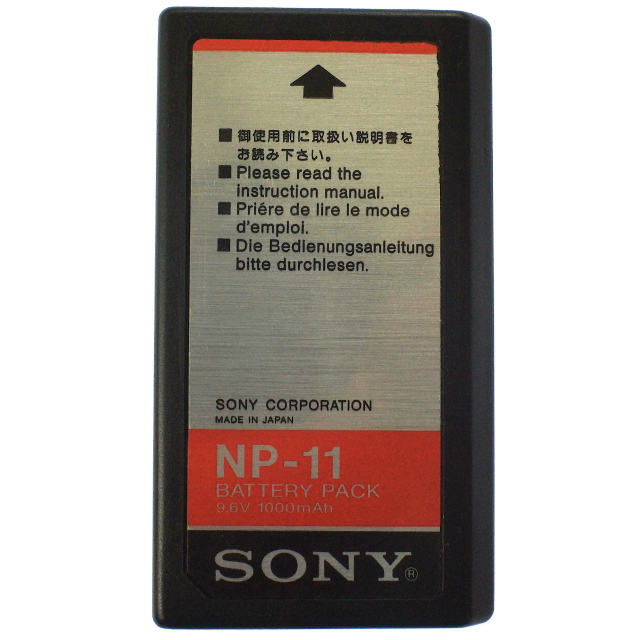 ■ 御使用前に取扱い説明書を
お読み下さい。
■ Please read the
instruction manual.
■ Priére de lire le mode
d'emploi.
■ Die Bedienungsanleitung
bitte durchlesen.
SONY CORPORATION
MADE IN JAPAN
NP-11
BATTERY PACK
9.6V 1000mAh
SONY®